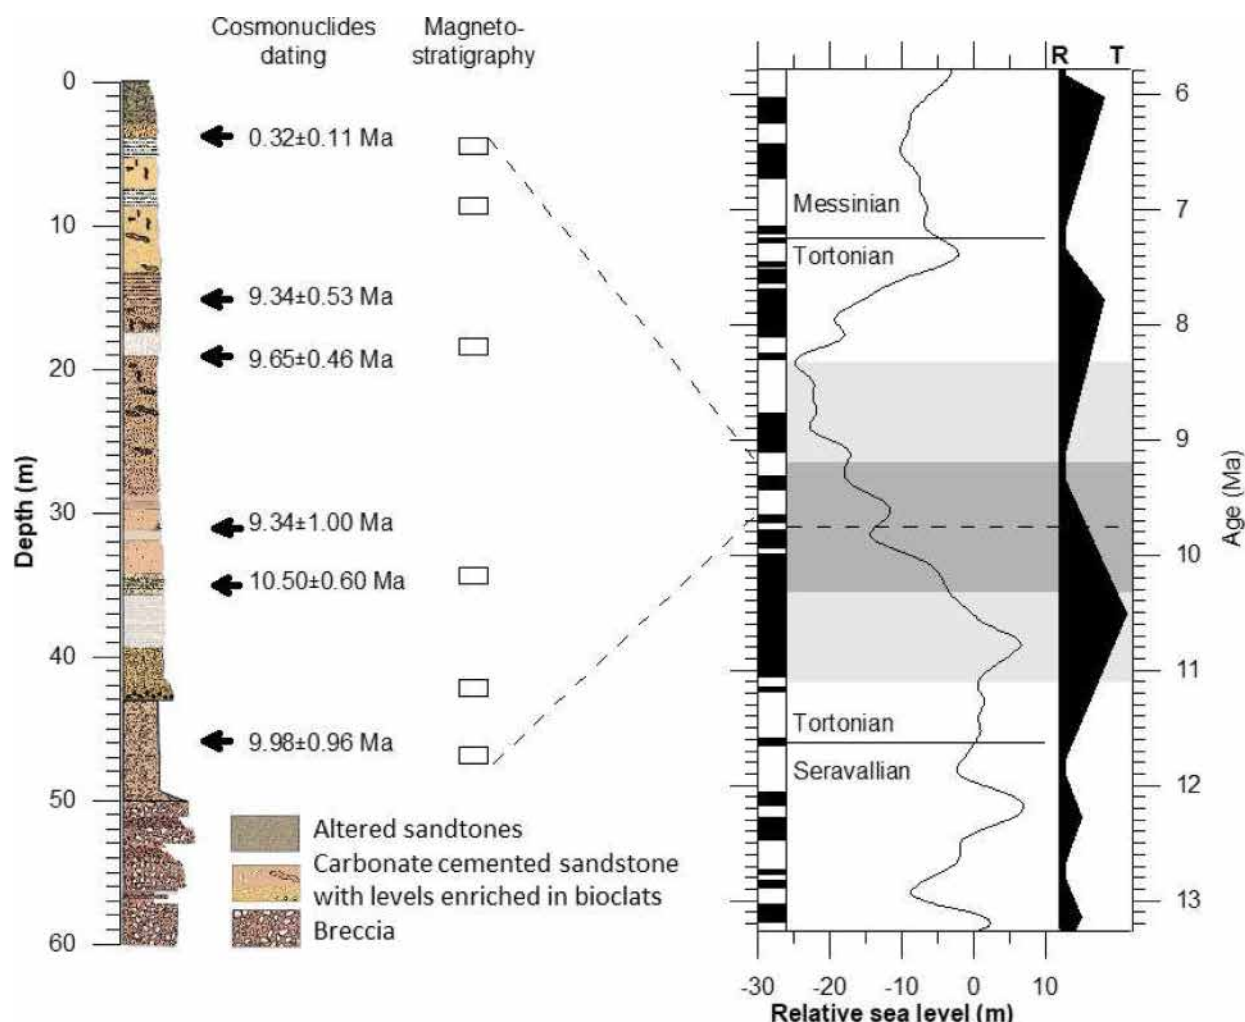 Cosmonuclides
dating
Magneto-
stratigraphy
R T
0
10
20
30
40
50
60
Depth (m)
0.32±0.11 Ma
9.34±0.53 Ma
9.65±0.46 Ma
9.34±1.00 Ma
10.50±0.60 Ma
9.98±0.96 Ma
Altered sandtones
Carbonate cemented sandstone
with levels enriched in bioclats
Breccia
Messinian
Tortonian
Tortonian
Seravallian
6
7
8
9
10
11
12
13
Age (Ma)
-30 -20 -10 0 10
Relative sea level (m)